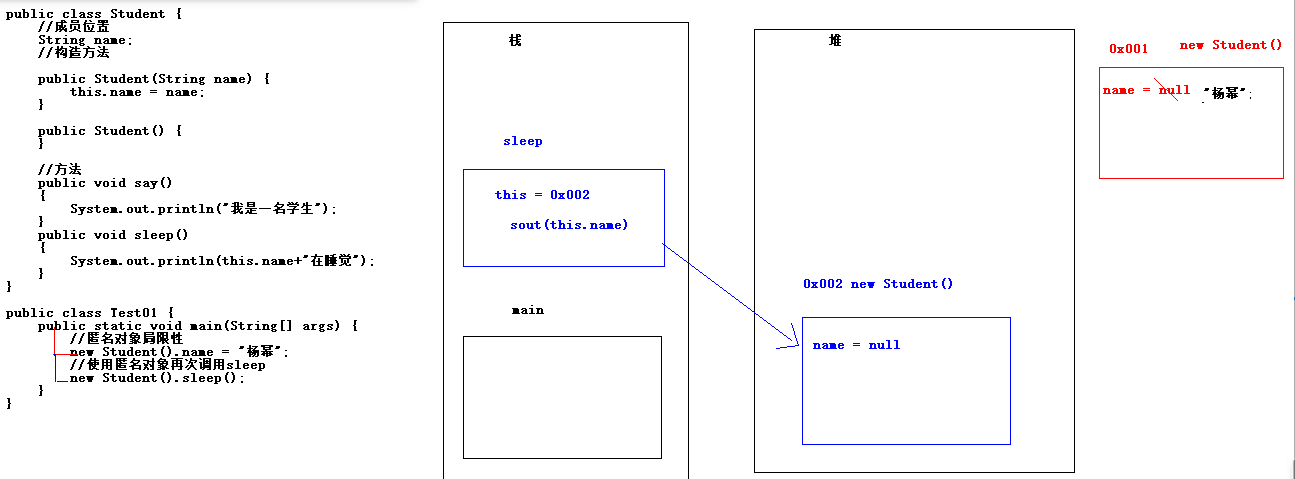 public class Student {
//成员位置
String name;
//构造方法
public Student(String name) {
this.name = name;
}
public Student() {
}
//方法
public void say()
{
System.out.println("我是一名学生");
}
public void sleep()
{
System.out.println(this.name+"在睡觉");
}
}
public class Test01 {
public static void main(String[] args) {
//匿名对象局限性
new Student().name = "杨幂";
//使用匿名对象再次调用sleep
new Student().sleep();
}
}
栈
sleep
this = 0x002
sout(this.name)
main
堆
0x002 new Student()
name = null
0x001 new Student()
name = null "杨幂";